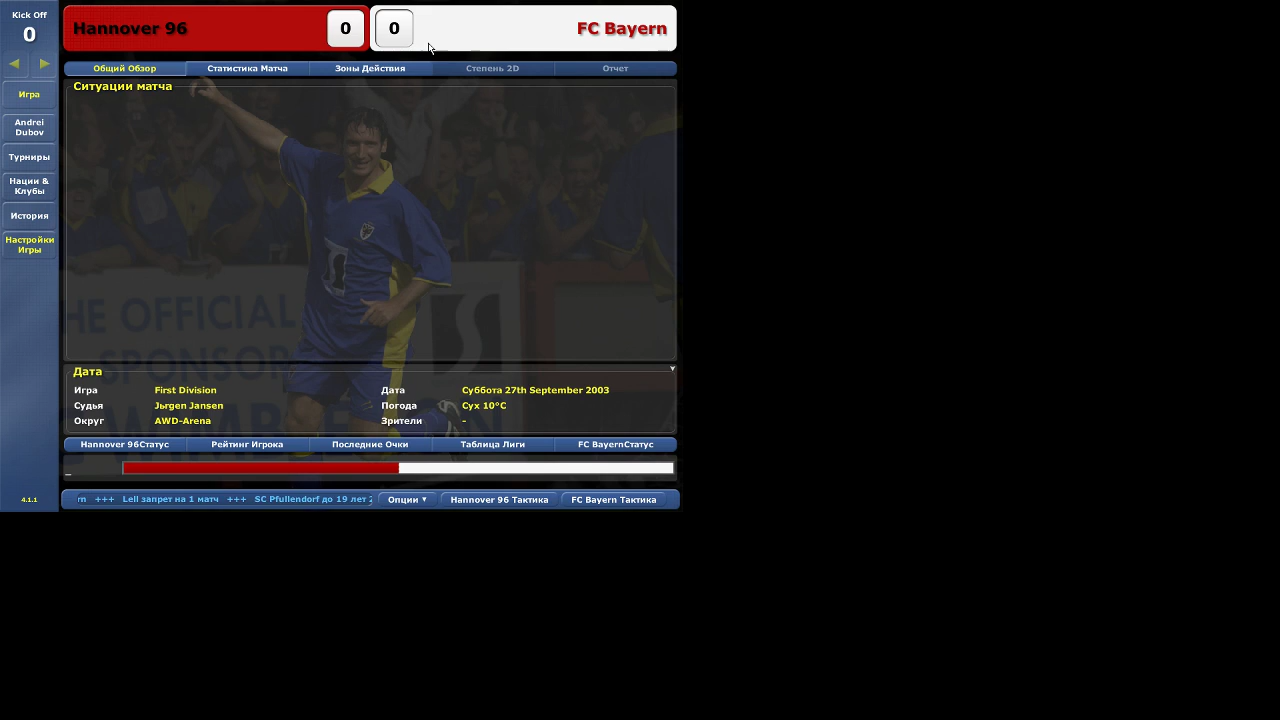 Kick Off
0
Hannover 96
0
0
FC Bayern
Общий Обзор
Статистика Матча
Зоны Действия
Степень 2D
Отчет
Ситуации матча
Игра
Andrei
Dubov
Турниры
Нации &
Клубы
История
Настройки
Игры
THE OFFICIAL
SPONSOR
Дата
Игра First Division Дата Суббота 27th September 2003
Судья Jьrgen Jansen Погода Сух 10°C
Округ AWD-Arena Зрители -
Hannover 96Статус
Рейтинг Игрока
Последние Очки
Таблица Лиги
FC BayernСтатус
4.1.1
+++ Lell запрет на 1 матч +++ SC Pfullendorf до 19 лет
Опции
Hannover 96 Тактика
FC Bayern Тактика